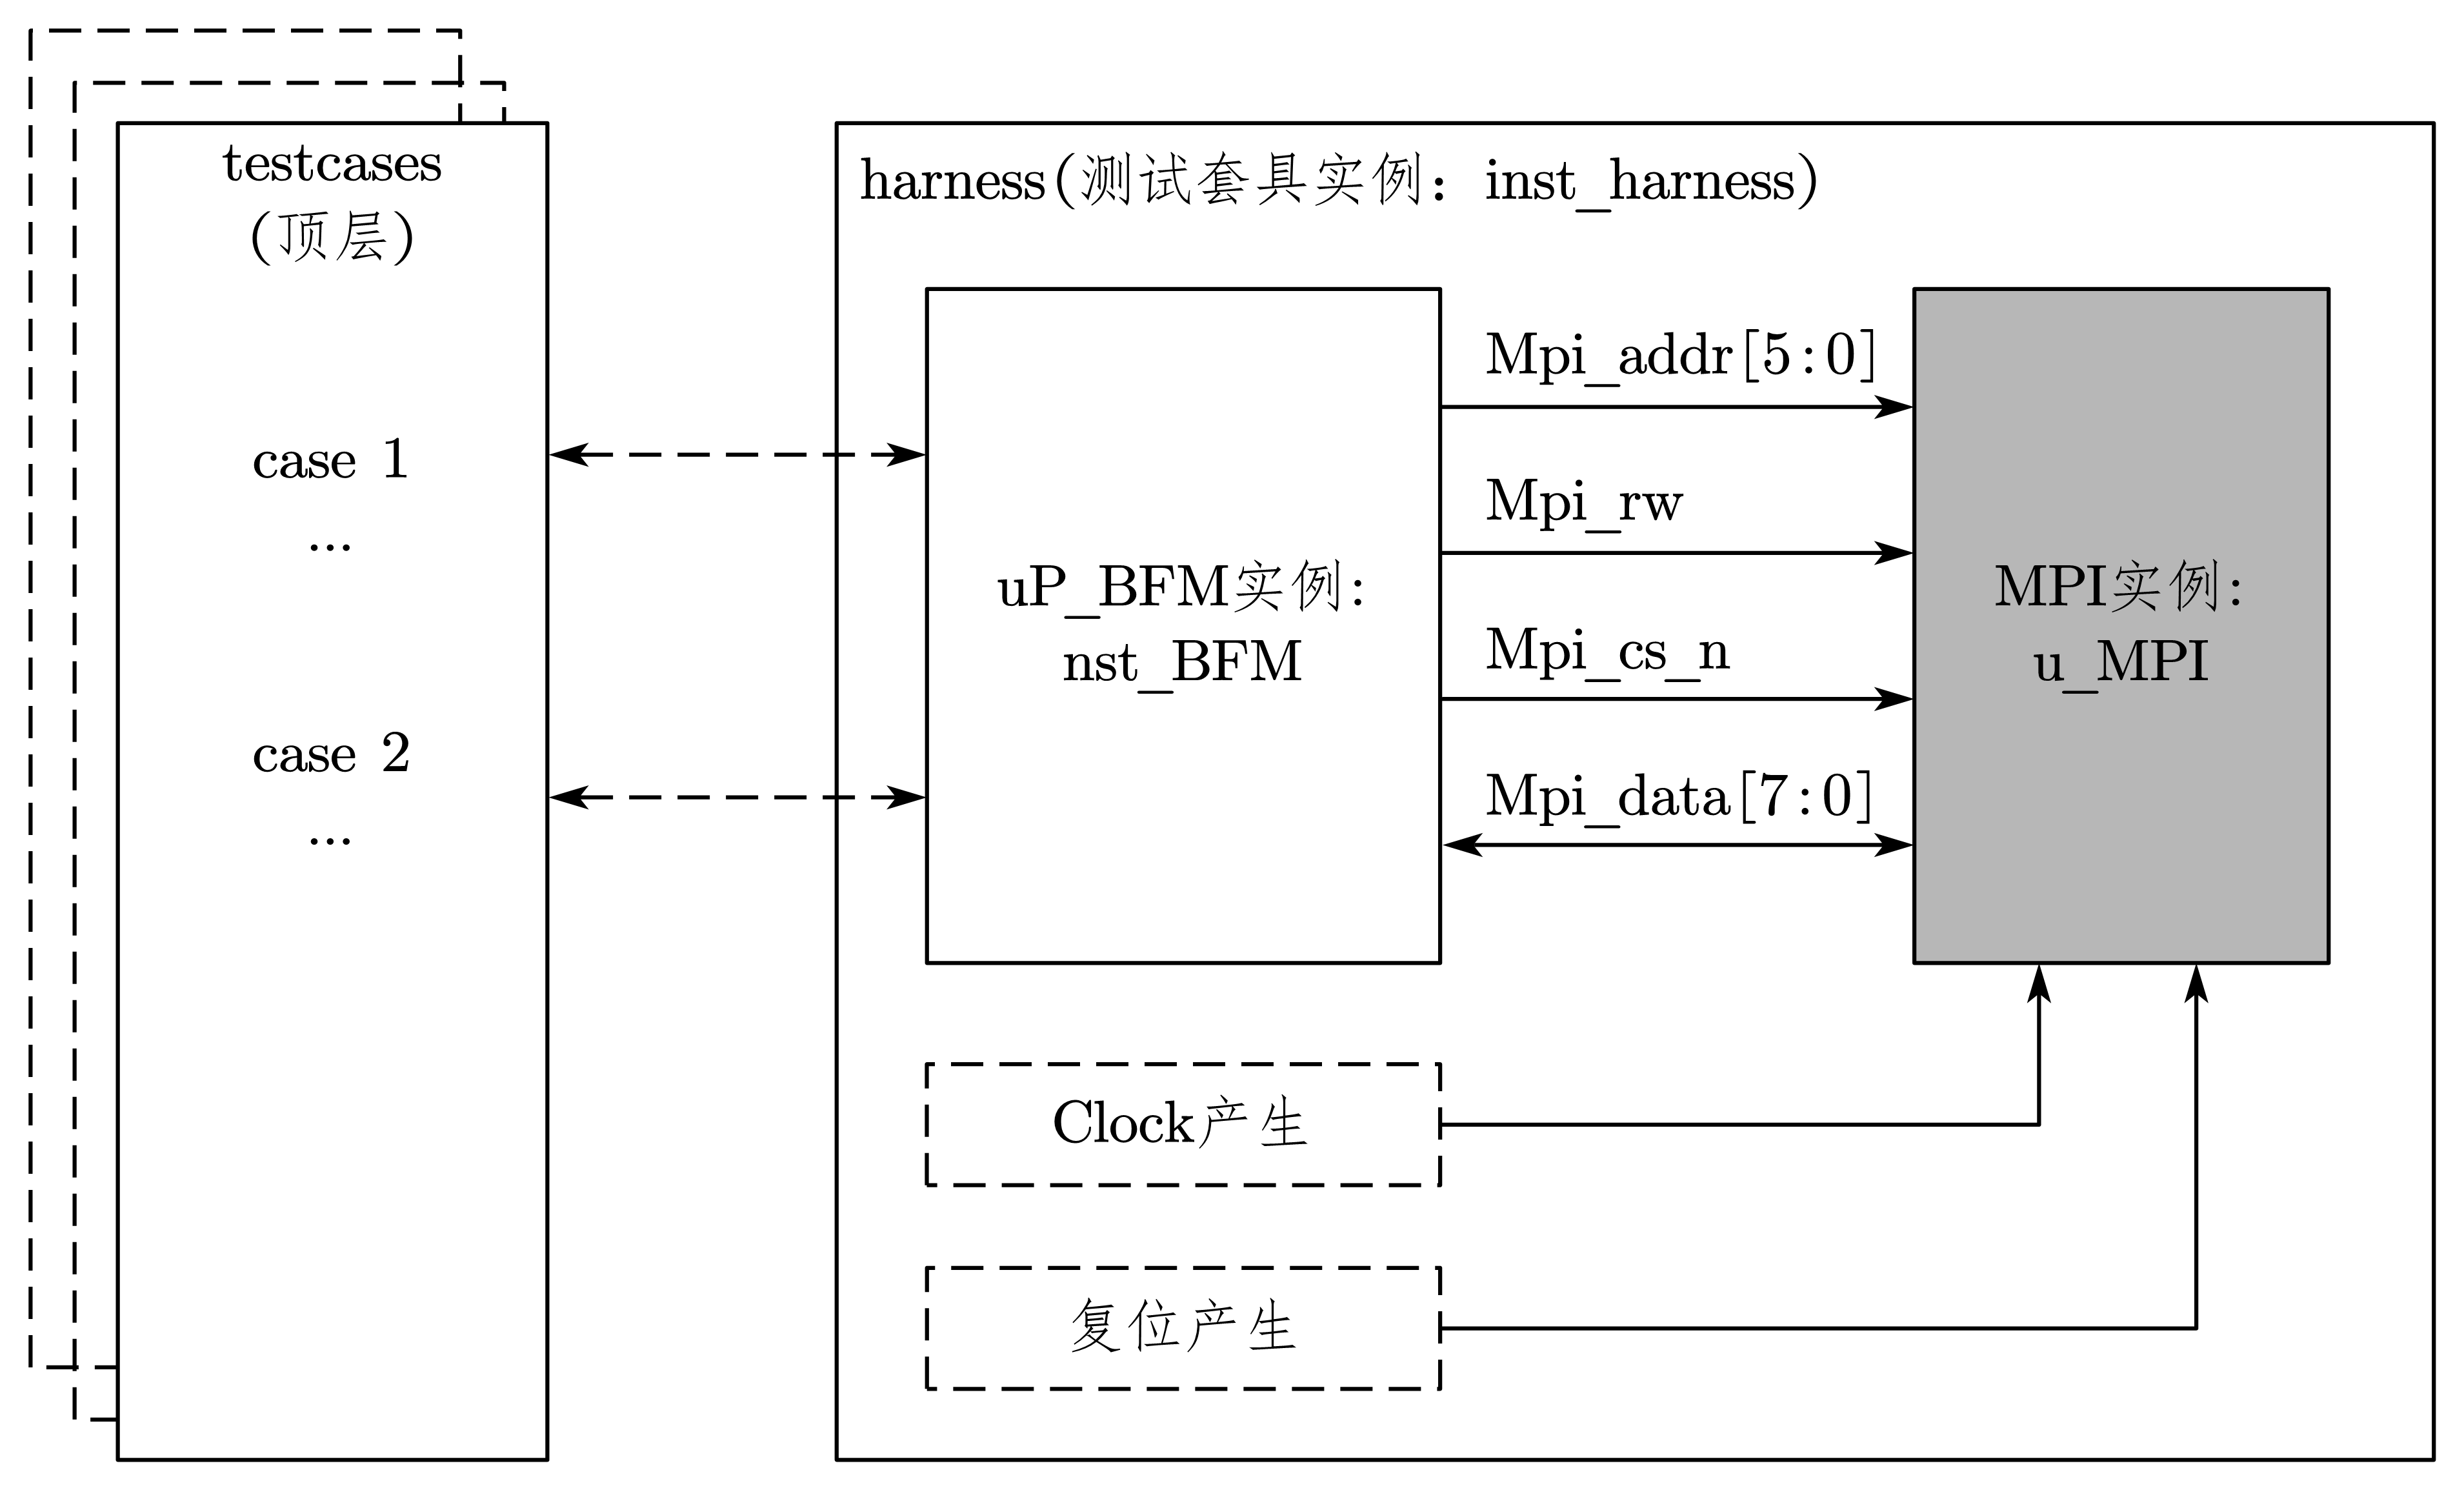 testcases
(顶层)
case 1
...
case 2
...
harness(测试套具实例: inst_harness)
uP_BFM实例:
nst_BFM
Mpi_addr[5:0]
Mpi_rw
Mpi_cs_n
Mpi_data[7:0]
MPI实例:
u_MPI
Clock产生
复位产生